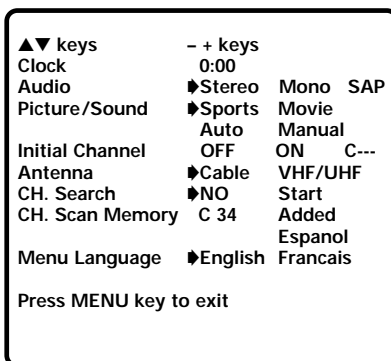 ▲▼ keys – + keys
Clock 0:00
Audio ➧Stereo Mono SAP
Picture/Sound ➧Sports Movie
Auto Manual
Initial Channel OFF ON C---
Antenna ➧Cable VHF/UHF
CH. Search ➧NO Start
CH. Scan Memory C 34 Added
Espanol
Menu Language ➧English Francais
Press MENU key to exit